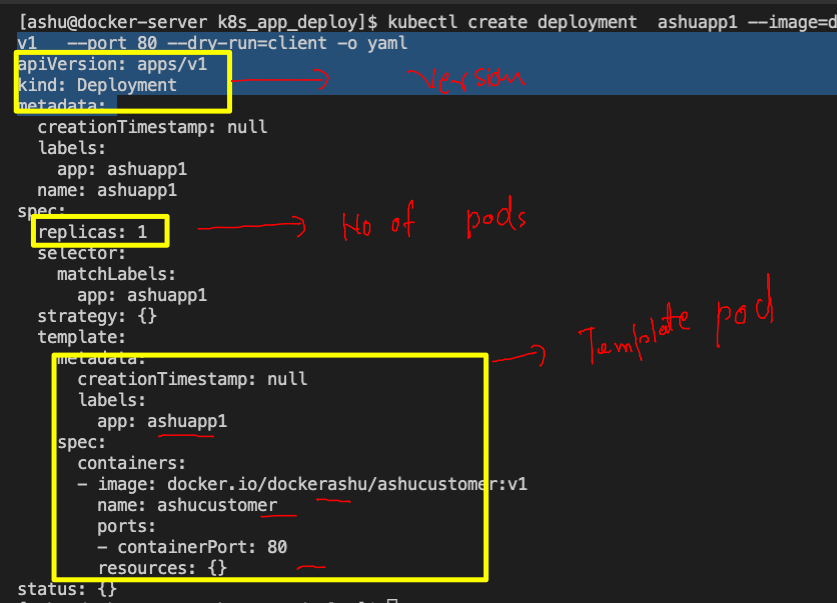 [ashu@docker-server k8s_app_deploy]$ kubectl create deployment  ashuapp1 --image=d
v1   --port 80 --dry-run=client -o yaml
apiVersion: apps/v1
version
kind: Deployment
metadata:
  creationTimestamp: null
  labels:
    app: ashuapp1
  name: ashuapp1
spec:
  replicas: 1
No of pods
  selector:
    matchLabels:
      app: ashuapp1
  strategy: {}
  template:
Template pod
    metadata:
      creationTimestamp: null
      labels:
        app: ashuapp1
    spec:
      containers:
      - image: docker.io/dockerashu/ashucustomer:v1
        name: ashucustomer
        ports:
        - containerPort: 80
        resources: {}
status: {}